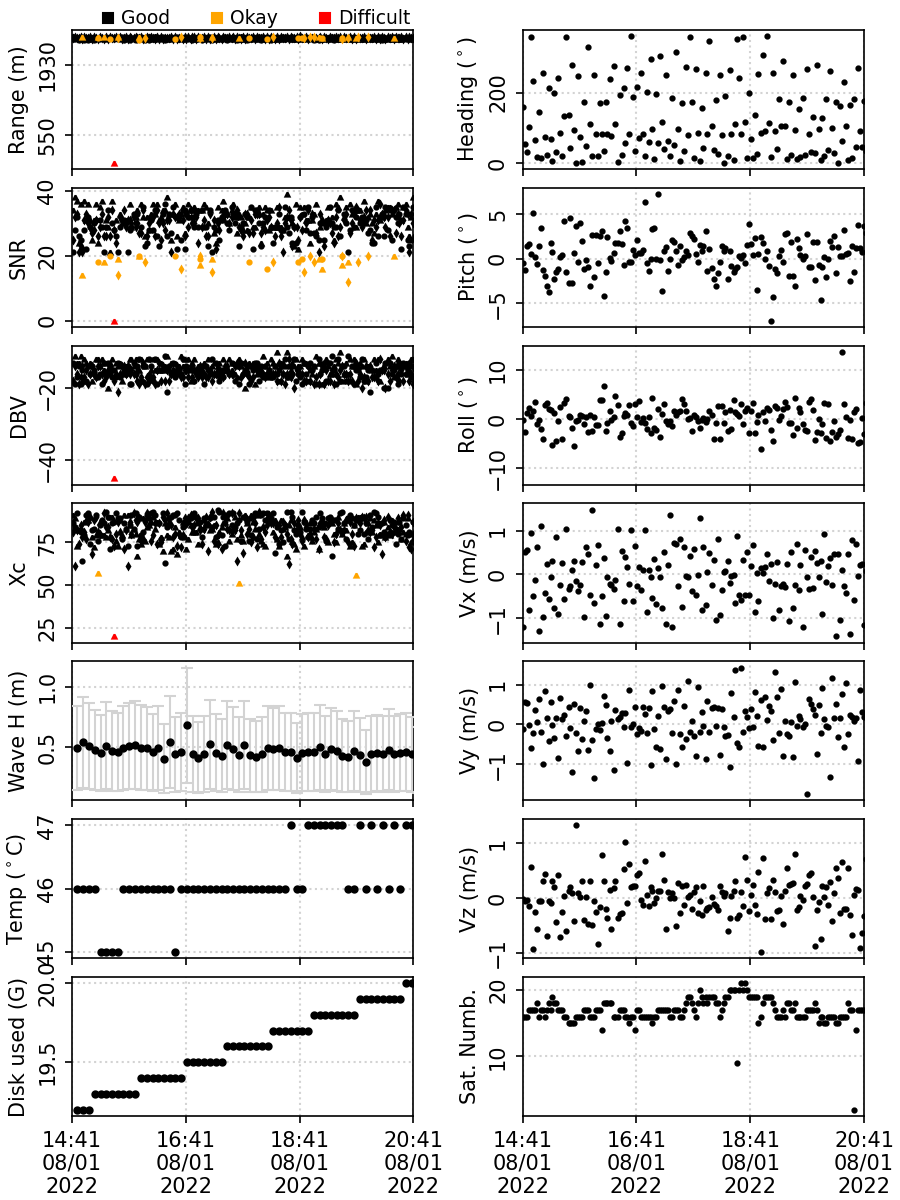 Good Okay Difficult
Range (m)
1930
550
Heading (°)
200
0
SNR
40
20
0
Pitch (°)
5
0
−5
DBV
−20
−40
Roll (°)
10
0
−10
Xc
75
50
25
Vx (m/s)
1
0
−1
Wave H (m)
1.0
0.5
Vy (m/s)
1
0
−1
Temp (°C)
47
46
45
Vz (m/s)
1
0
−1
Disk used (G)
20.0
19.5
Sat. Numb.
20
10
14:41 16:41 18:41 20:41
08/01 08/01 08/01 08/01
2022 2022 2022 2022
14:41 16:41 18:41 20:41
08/01 08/01 08/01 08/01
2022 2022 2022 2022